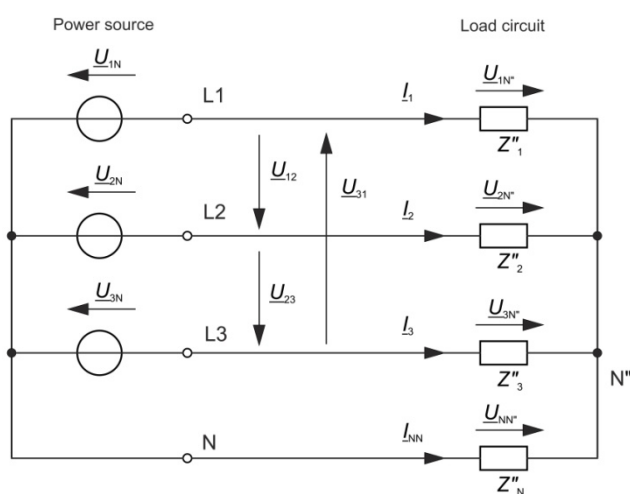 Power source Load circuit
U1N
L1 I1 U1N"
Z"1
U12 U31
U2N
L2 I2 U2N"
Z"2
U23
U3N
L3 I3 U3N"
Z"3
N"
N INN UNN"
Z"N